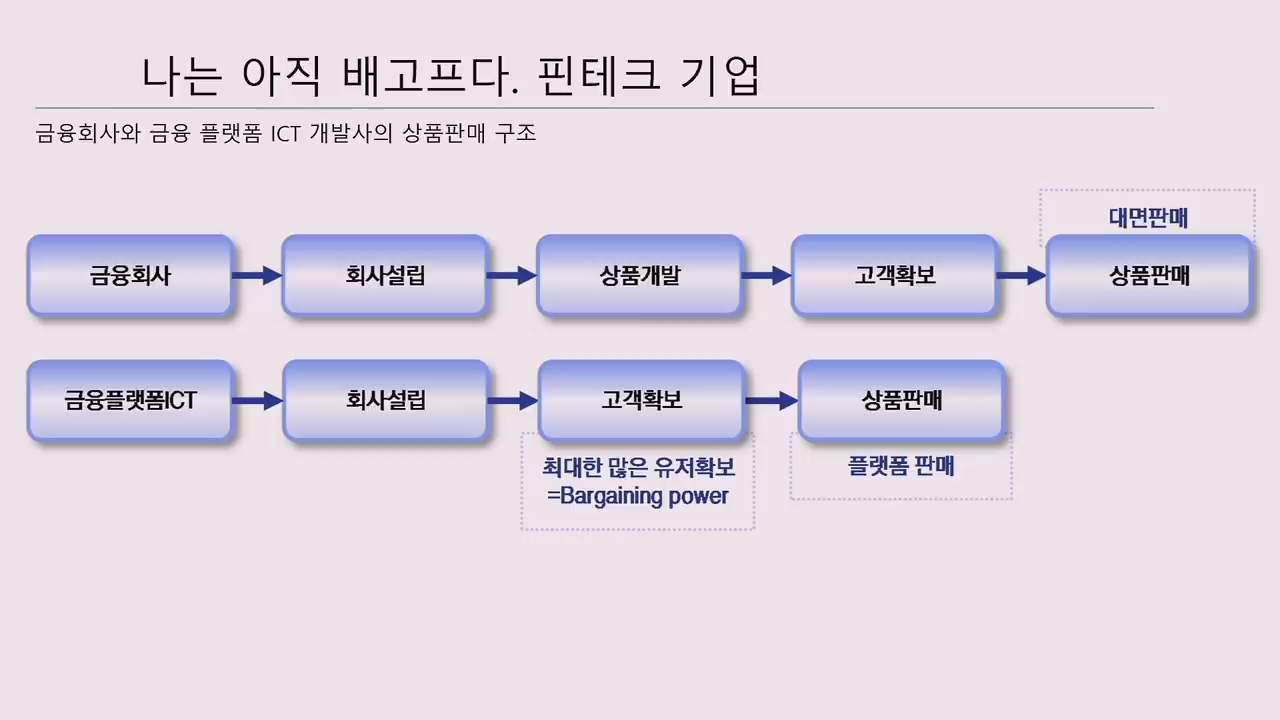 나는 아직 배고프다. 핀테크 기업
금융회사와 금융 플랫폼 ICT 개발사의 상품판매 구조
대면판매
금융회사
회사설립
상품개발
고객확보
상품판매
금융플랫폼ICT
회사설립
고객확보
상품판매
최대한 많은 유저확보
=Bargaining power
플랫폼 판매